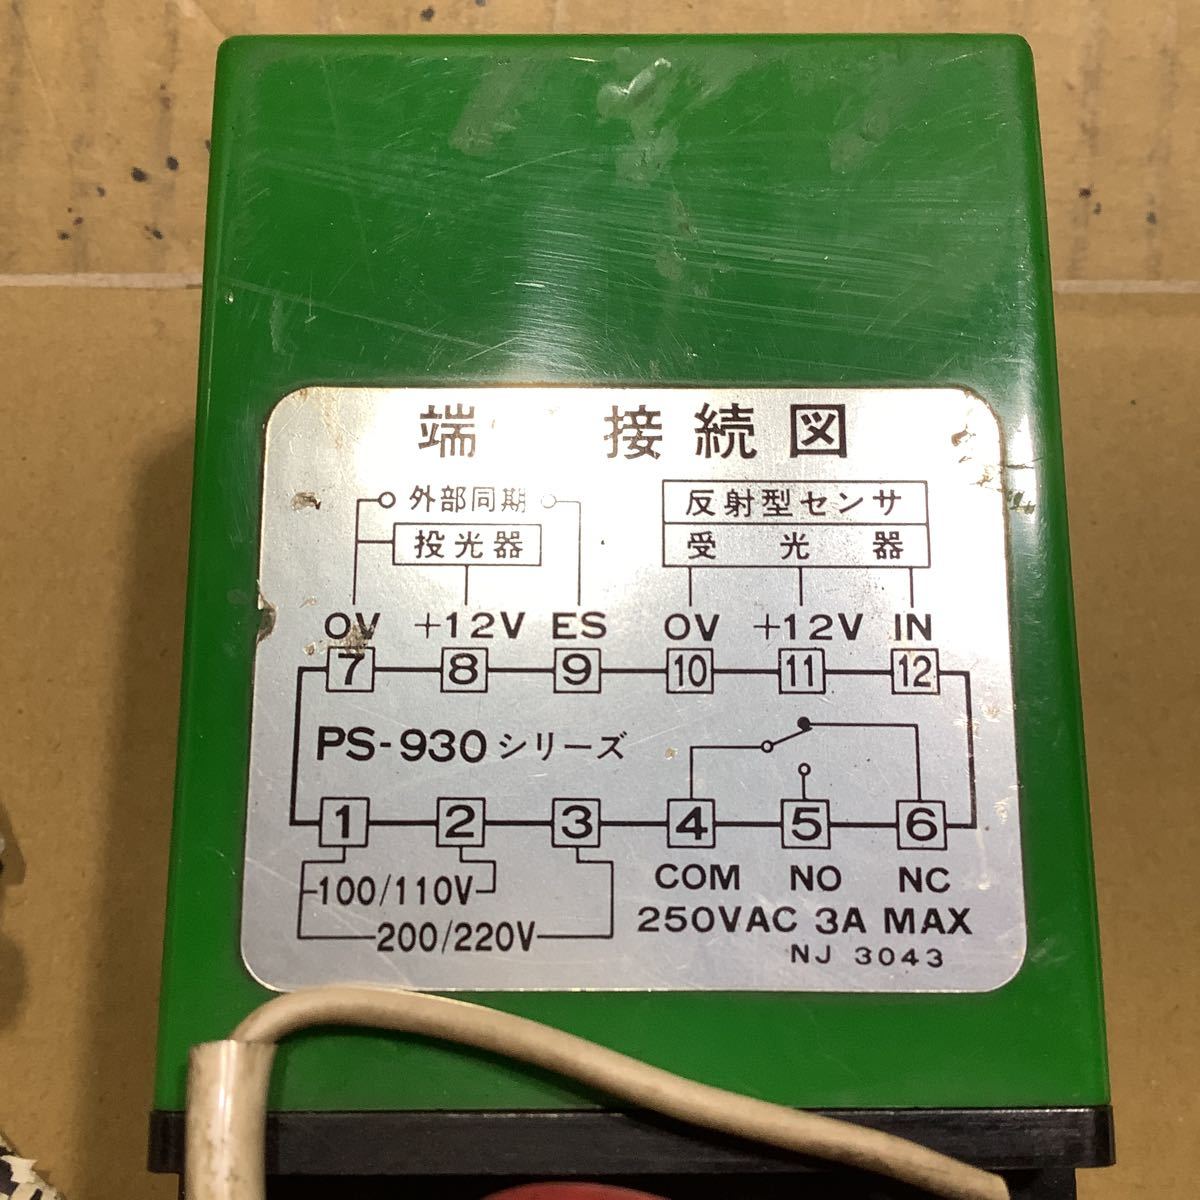 端 接続図
外部同期
反射型センサ
投光器
受光器
0V +12V ES 0V +12V IN
7 8 9 10 11 12
PS-930シリーズ
1 2 3 4 5 6
100/110V
COM NO NC
200/220V
250VAC 3A MAX
NJ 3043